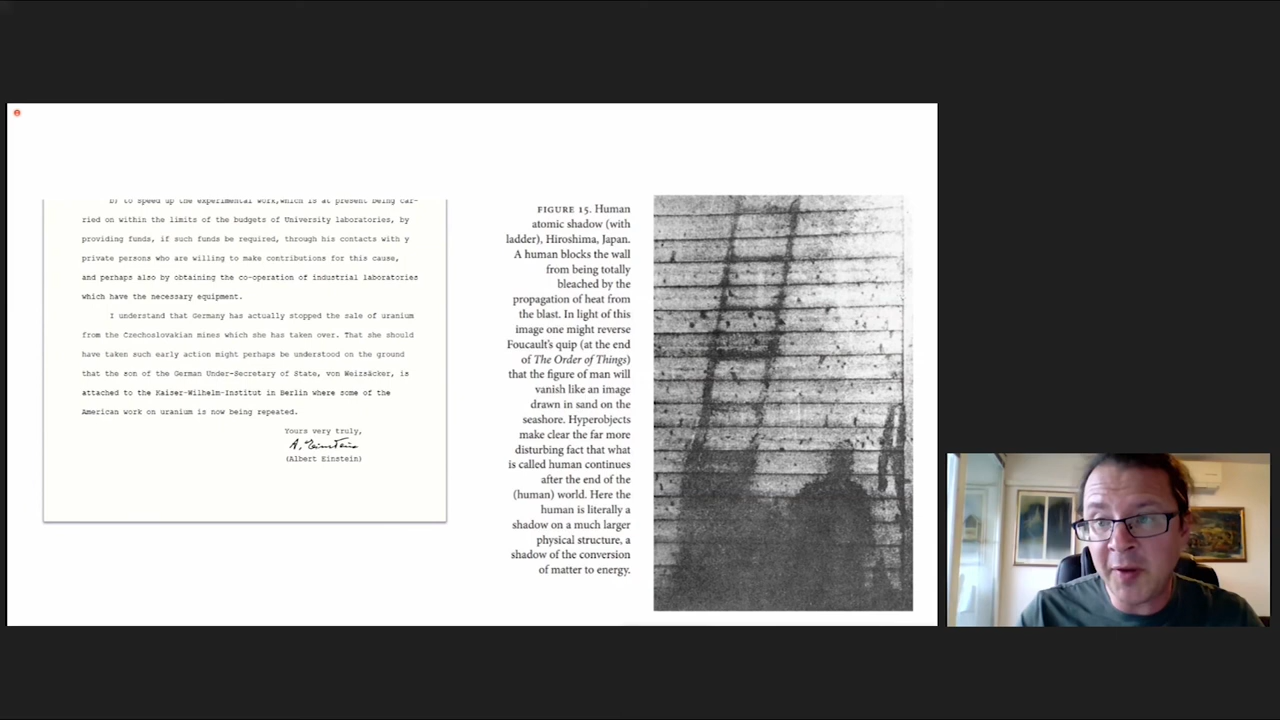 b) to speed up the experimental work,which is at present being car-
ried on within the limits of the budgets of University laboratories, by
providing funds, if such funds be required, through his contacts with y
private persons who are willing to make contributions for this cause,
and perhaps also by obtaining the co-operation of industrial laboratories
which have the necessary equipment.
I understand that Germany has actually stopped the sale of uranium
from the Czechoslovakian mines which she has taken over. That she should
have taken such early action might perhaps be understood on the ground
that the son of the German Under-Secretary of State, von Weizsäcker, is
attached to the Kaiser-Wilhelm-Institut in Berlin where some of the
American work on uranium is now being repeated.
Yours very truly,
A. Einstein
(Albert Einstein)
FIGURE 15. Human
atomic shadow (with
ladder), Hiroshima, Japan.
A human blocks the wall
from being totally
bleached by the
propagation of heat from
the blast. In light of this
image one might reverse
Foucault's quip (at the end
of The Order of Things)
that the figure of man will
vanish like an image
drawn in sand on the
seashore. Hyperobjects
make clear the far more
disturbing fact that what
is called human continues
after the end of the
(human) world. Here the
human is literally a
shadow on a much larger
physical structure, a
shadow of the conversion
of matter to energy.